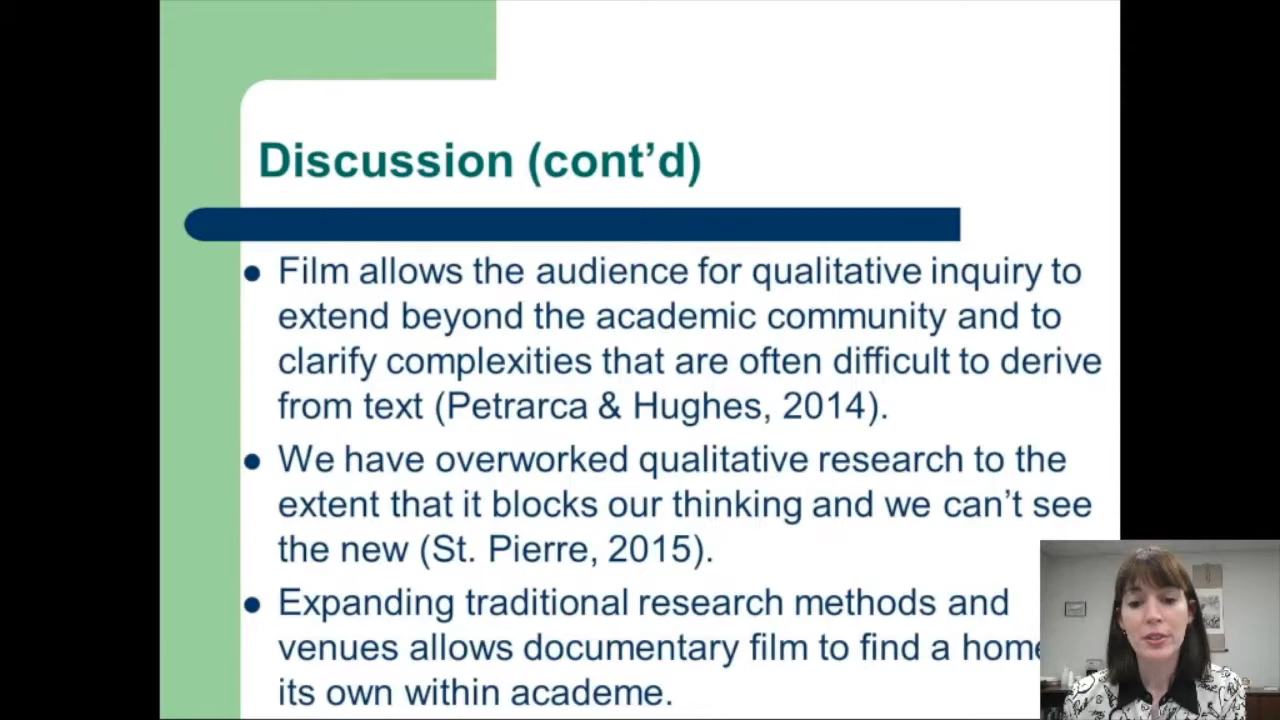 Discussion (cont’d)
● Film allows the audience for qualitative inquiry to
extend beyond the academic community and to
clarify complexities that are often difficult to derive
from text (Petrarca & Hughes, 2014).
● We have overworked qualitative research to the
extent that it blocks our thinking and we can’t see
the new (St. Pierre, 2015).
● Expanding traditional research methods and
venues allows documentary film to find a home
its own within academe.